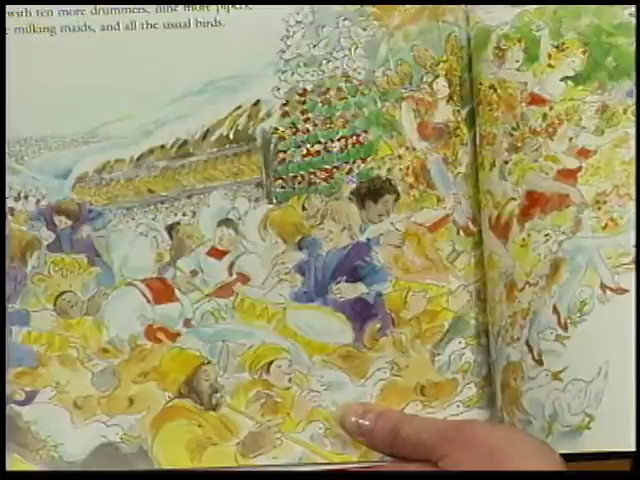 with ten more drummers, nine more pipers,
milking maids, and all the usual birds.